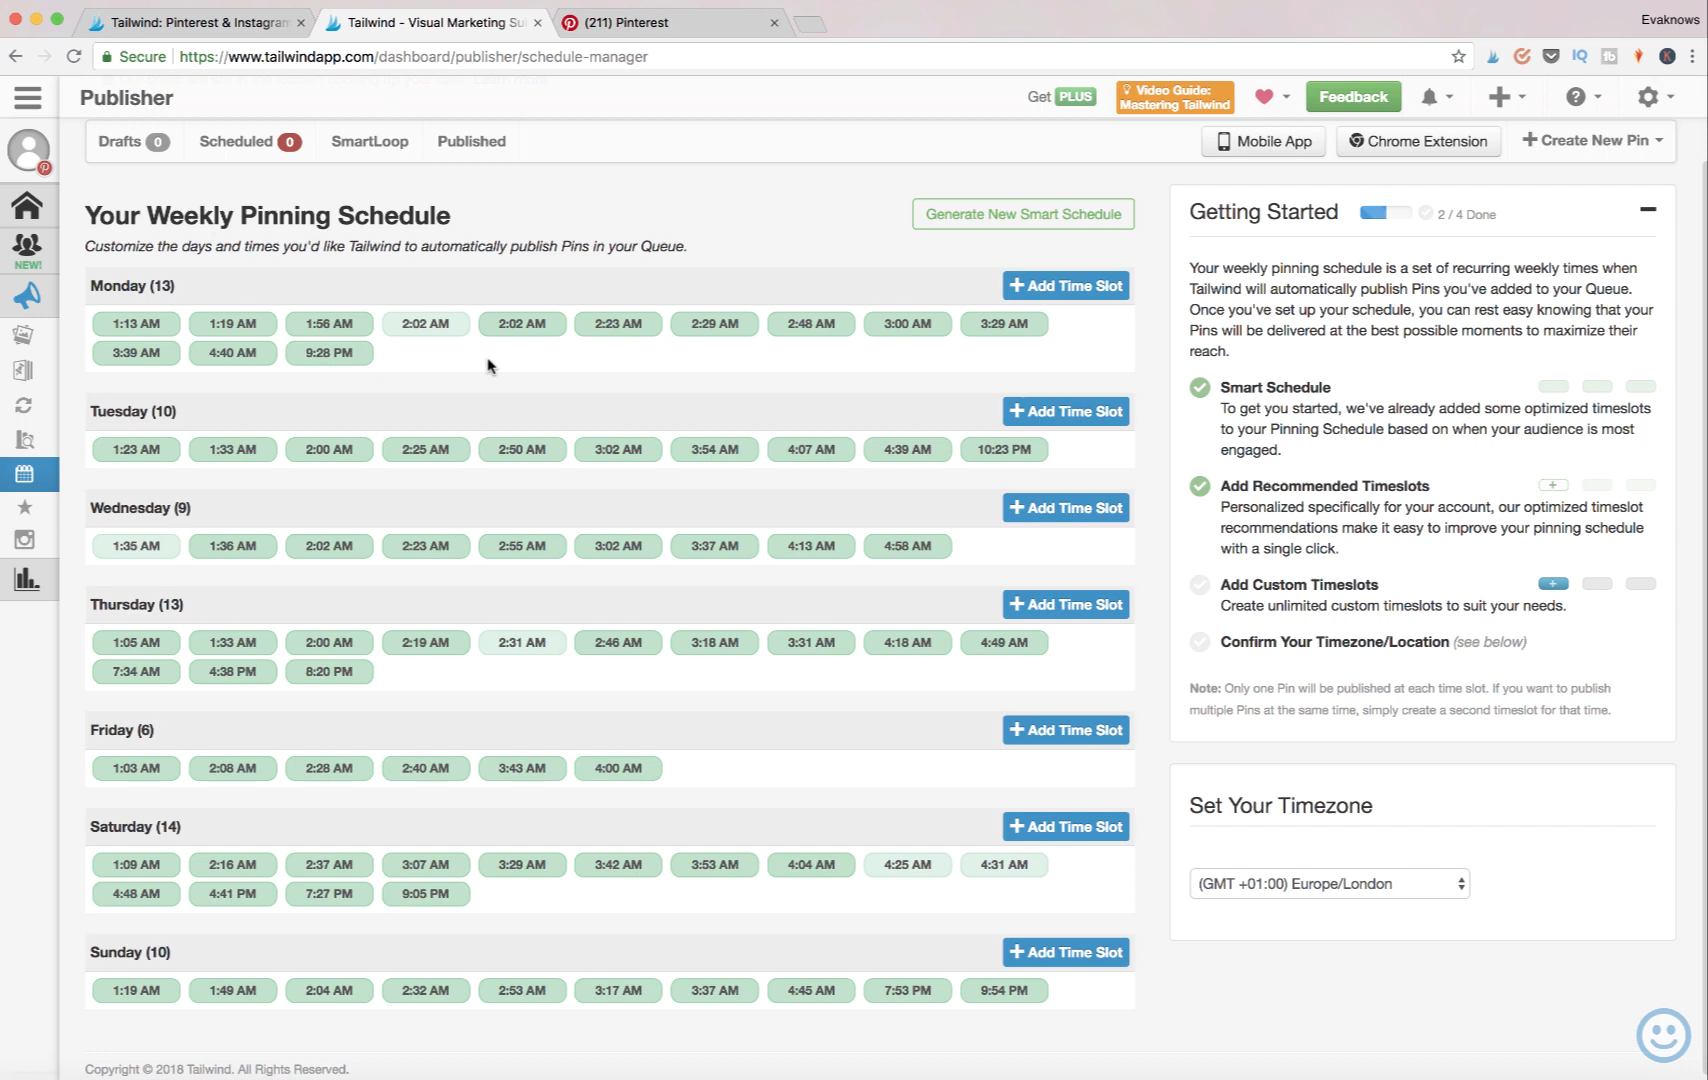 Tailwind: Pinterest & Instagram
Tailwind - Visual Marketing Sui
(211) Pinterest
Evaknows
Secure https://www.tailwindapp.com/dashboard/publisher/schedule-manager
Publisher
Get PLUS
Video Guide:
Mastering Tailwind
Feedback
Drafts 0 Scheduled 0 SmartLoop Published
Mobile App
Chrome Extension
Create New Pin
NEW!
Your Weekly Pinning Schedule
Generate New Smart Schedule
Customize the days and times you'd like Tailwind to automatically publish Pins in your Queue.
Monday (13)
+ Add Time Slot
1:13 AM 1:19 AM 1:56 AM 2:02 AM 2:02 AM 2:23 AM 2:29 AM 2:48 AM 3:00 AM 3:29 AM
3:39 AM 4:40 AM 9:28 PM
Tuesday (10)
+ Add Time Slot
1:23 AM 1:33 AM 2:00 AM 2:25 AM 2:50 AM 3:02 AM 3:54 AM 4:07 AM 4:39 AM 10:23 PM
Wednesday (9)
+ Add Time Slot
1:35 AM 1:36 AM 2:02 AM 2:23 AM 2:55 AM 3:02 AM 3:37 AM 4:13 AM 4:58 AM
Thursday (13)
+ Add Time Slot
1:05 AM 1:33 AM 2:00 AM 2:19 AM 2:31 AM 2:46 AM 3:18 AM 3:31 AM 4:18 AM 4:49 AM
7:34 AM 4:38 PM 8:20 PM
Friday (6)
+ Add Time Slot
1:03 AM 2:08 AM 2:28 AM 2:40 AM 3:43 AM 4:00 AM
Saturday (14)
+ Add Time Slot
1:09 AM 2:16 AM 2:37 AM 3:07 AM 3:29 AM 3:42 AM 3:53 AM 4:04 AM 4:25 AM 4:31 AM
4:48 AM 4:41 PM 7:27 PM 9:05 PM
Sunday (10)
+ Add Time Slot
1:19 AM 1:49 AM 2:04 AM 2:32 AM 2:53 AM 3:17 AM 3:37 AM 4:45 AM 7:53 PM 9:54 PM
Copyright © 2018 Tailwind. All Rights Reserved.
Getting Started 2 / 4 Done
Your weekly pinning schedule is a set of recurring weekly times when
Tailwind will automatically publish Pins you've added to your Queue.
Once you've set up your schedule, you can rest easy knowing that your
Pins will be delivered at the best possible moments to maximize their
reach.
Smart Schedule
To get you started, we've already added some optimized timeslots
to your Pinning Schedule based on when your audience is most
engaged.
Add Recommended Timeslots
Personalized specifically for your account, our optimized timeslot
recommendations make it easy to improve your pinning schedule
with a single click.
Add Custom Timeslots
Create unlimited custom timeslots to suit your needs.
Confirm Your Timezone/Location (see below)
Note: Only one Pin will be published at each time slot. If you want to publish
multiple Pins at the same time, simply create a second timeslot for that time.
Set Your Timezone
(GMT +01:00) Europe/London